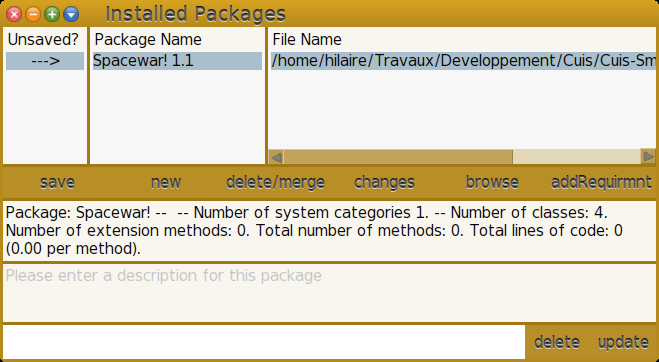 Installed Packages
Unsaved? Package Name File Name
---> Spacewar! 1.1 /home/hilaire/Travaux/Developpement/Cuis/Cuis-Sm
save new delete/merge changes browse addRequirmnt
Package: Spacewar! --  -- Number of system categories 1. -- Number of classes: 4.
Number of extension methods: 0. Total number of methods: 0. Total lines of code: 0
(0.00 per method).
Please enter a description for this package
delete update